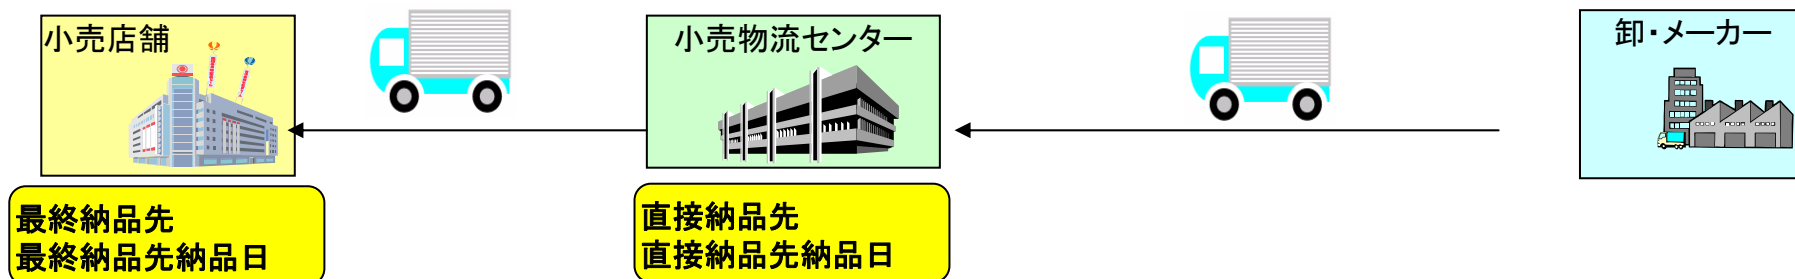 小売店舗
小売物流センター
卸・メーカー
最終納品先
最終納品先納品日
直接納品先
直接納品先納品日